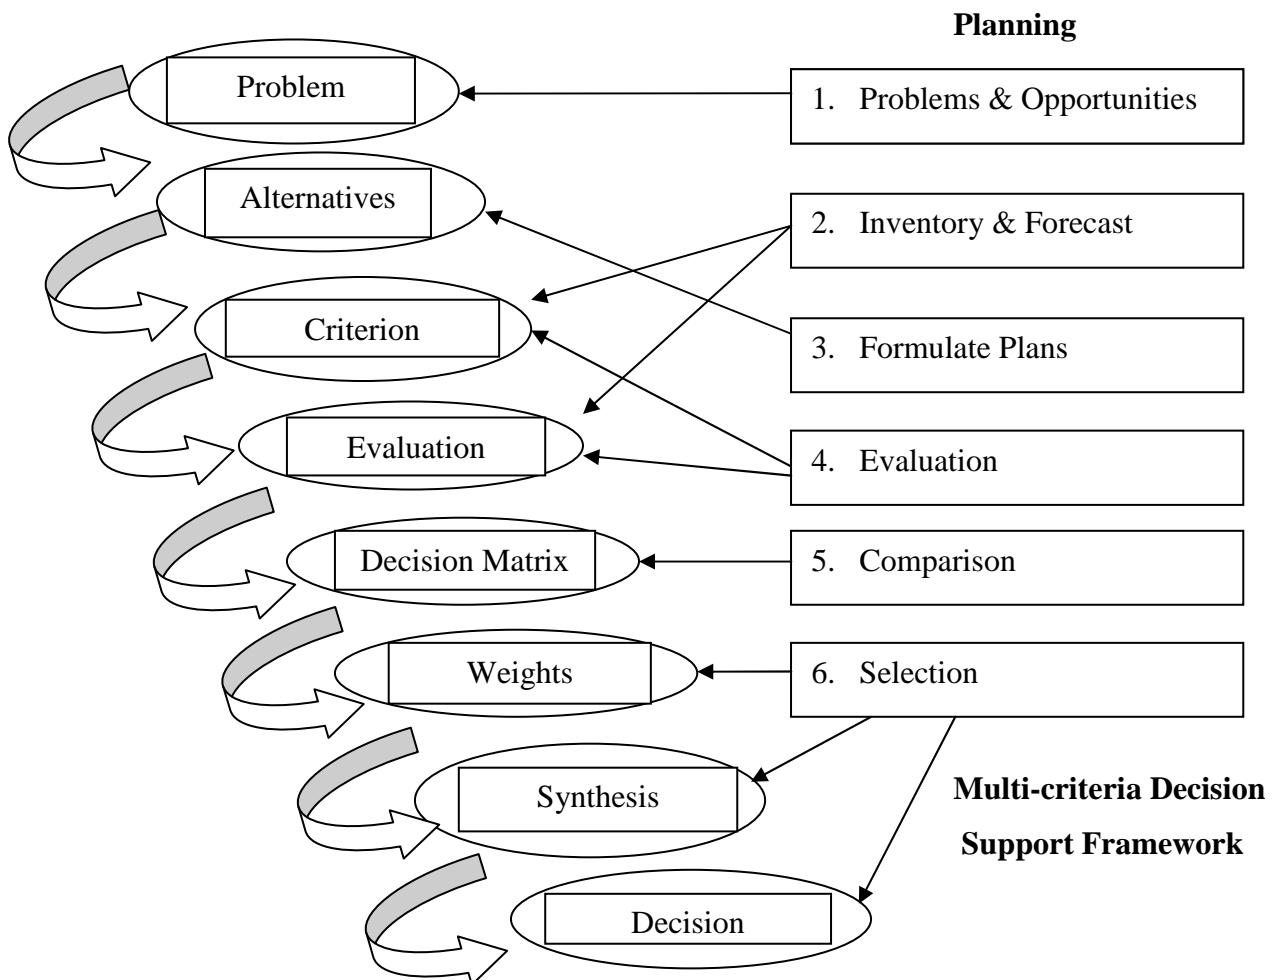 Planning
Problem
1. Problems & Opportunities
Alternatives
2. Inventory & Forecast
Criterion
3. Formulate Plans
Evaluation
4. Evaluation
Decision Matrix
5. Comparison
Weights
6. Selection
Synthesis
Multi-criteria Decision
Support Framework
Decision